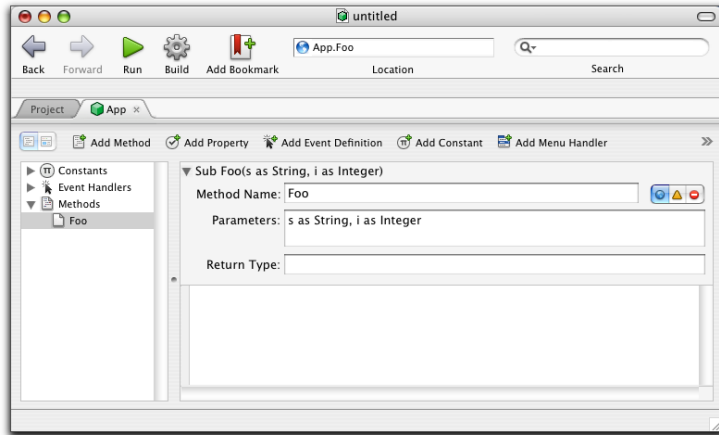 untitled
App.Foo
Back Forward Run Build Add Bookmark Location Search
Project App
Add Method Add Property Add Event Definition Add Constant Add Menu Handler
Constants
Event Handlers
Methods
Foo
Sub Foo(s as String, i as Integer)
Method Name: Foo
Parameters: s as String, i as Integer
Return Type: